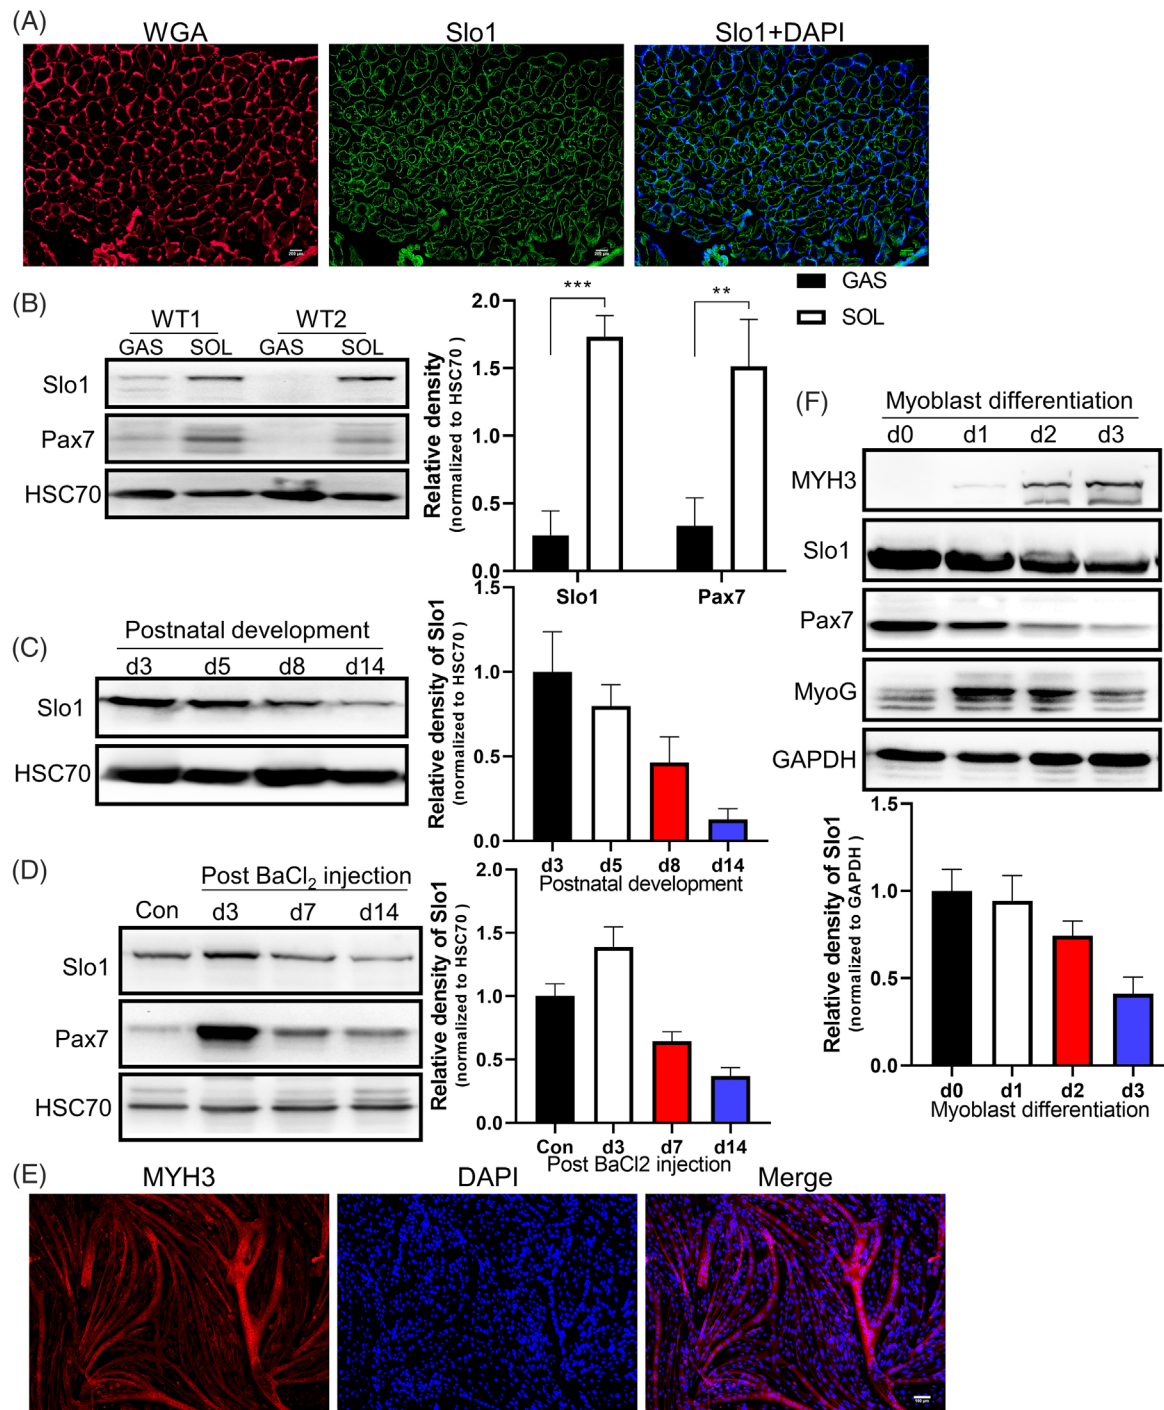 (A)
WGA
Slo1
Slo1+DAPI
200 µm
200 µm
(B)
WT1
WT2
GAS
SOL
GAS
SOL
Slo1
Pax7
HSC70
Relative density
(normalized to HSC70 )
2.0
1.5
1.0
0.5
0.0
***
**
Slo1
Pax7
GAS
SOL
(C)
Postnatal development
d3
d5
d8
d14
Slo1
HSC70
Relative density of Slo1
(normalized to HSC70 )
1.5
1.0
0.5
0.0
d3
d5
d8
d14
Postnatal development
(D)
Post BaCl2 injection
Con
d3
d7
d14
Slo1
Pax7
HSC70
Relative density of Slo1
(normalized to HSC70 )
2.0
1.5
1.0
0.5
0.0
Con
d3
d7
d14
Post BaCl2 injection
(F)
Myoblast differentiation
d0
d1
d2
d3
MYH3
Slo1
Pax7
MyoG
GAPDH
Relative density of Slo1
(normalized to GAPDH )
1.5
1.0
0.5
0.0
d0
d1
d2
d3
Myoblast differentiation
(E)
MYH3
DAPI
Merge
100 µm